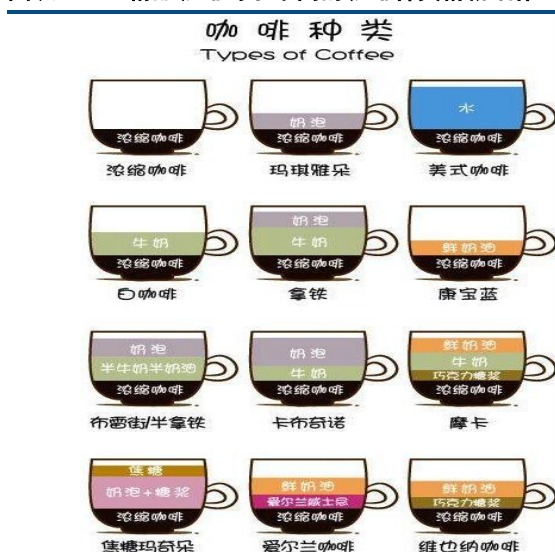 咖啡种类
Types of Coffee
浓缩咖啡
浓缩咖啡
奶泡
浓缩咖啡
玛琪雅朵
水
浓缩咖啡
美式咖啡
牛奶
浓缩咖啡
白咖啡
奶泡
牛奶
浓缩咖啡
拿铁
鲜奶油
浓缩咖啡
康宝蓝
奶泡
半牛奶半奶油
浓缩咖啡
布雷街/半拿铁
奶泡
牛奶
浓缩咖啡
卡布奇诺
鲜奶油
牛奶
巧克力糖浆
浓缩咖啡
摩卡
焦糖
奶泡+糖浆
浓缩咖啡
焦糖玛奇朵
鲜奶油
爱尔兰威士忌
浓缩咖啡
爱尔兰咖啡
鲜奶油
巧克力糖浆
浓缩咖啡
维也纳咖啡